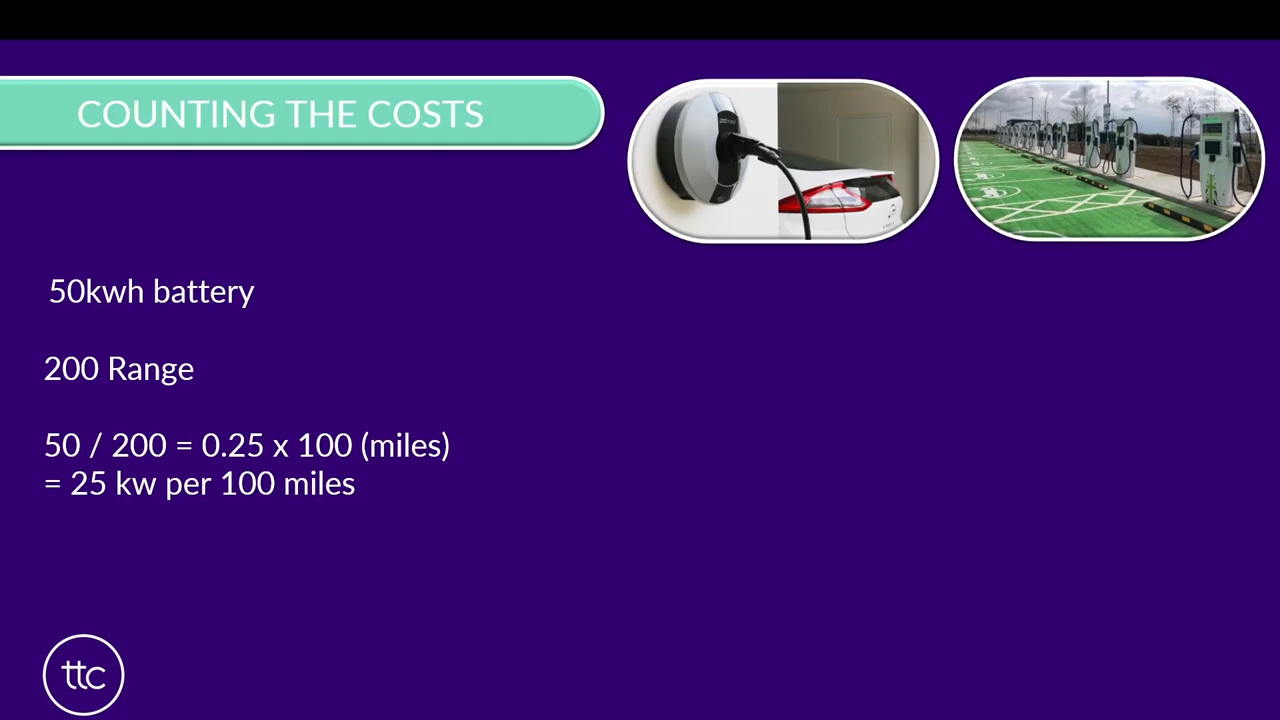 COUNTING THE COSTS
50kwh battery
200 Range
50 / 200 = 0.25 x 100 (miles)
= 25 kw per 100 miles
ttc